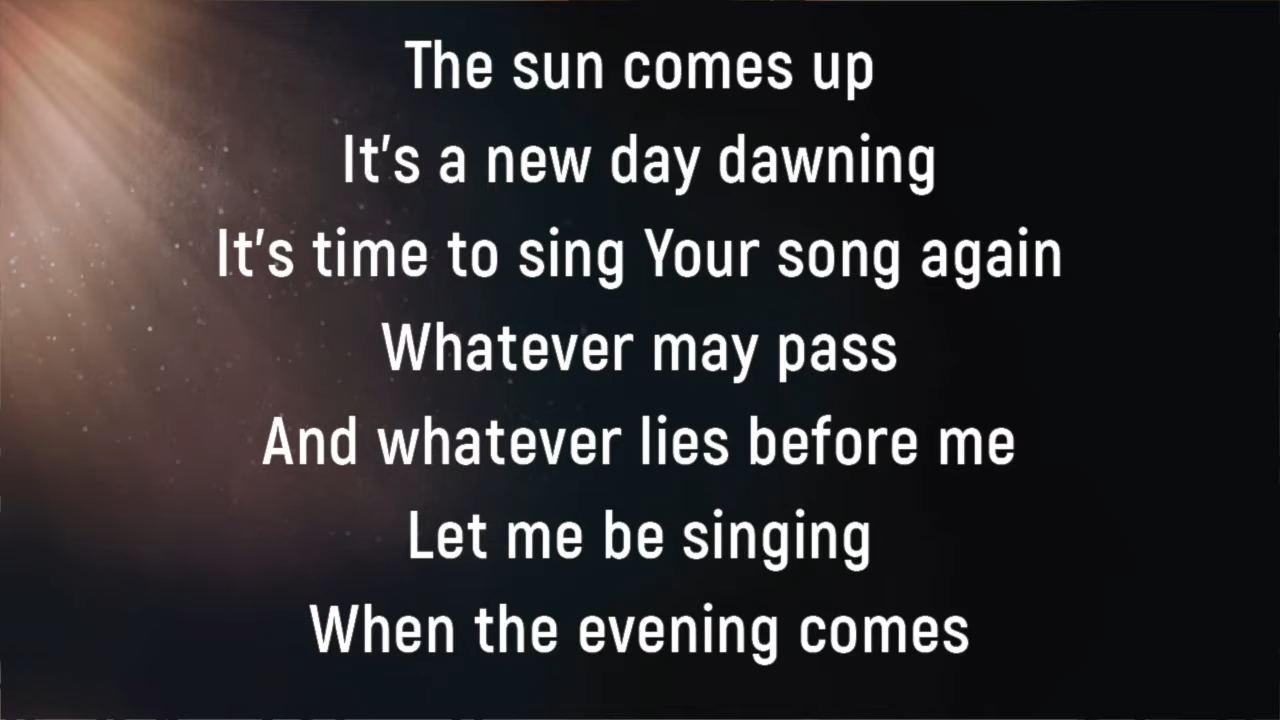 The sun comes up
It's a new day dawning
It's time to sing Your song again
Whatever may pass
And whatever lies before me
Let me be singing
When the evening comes